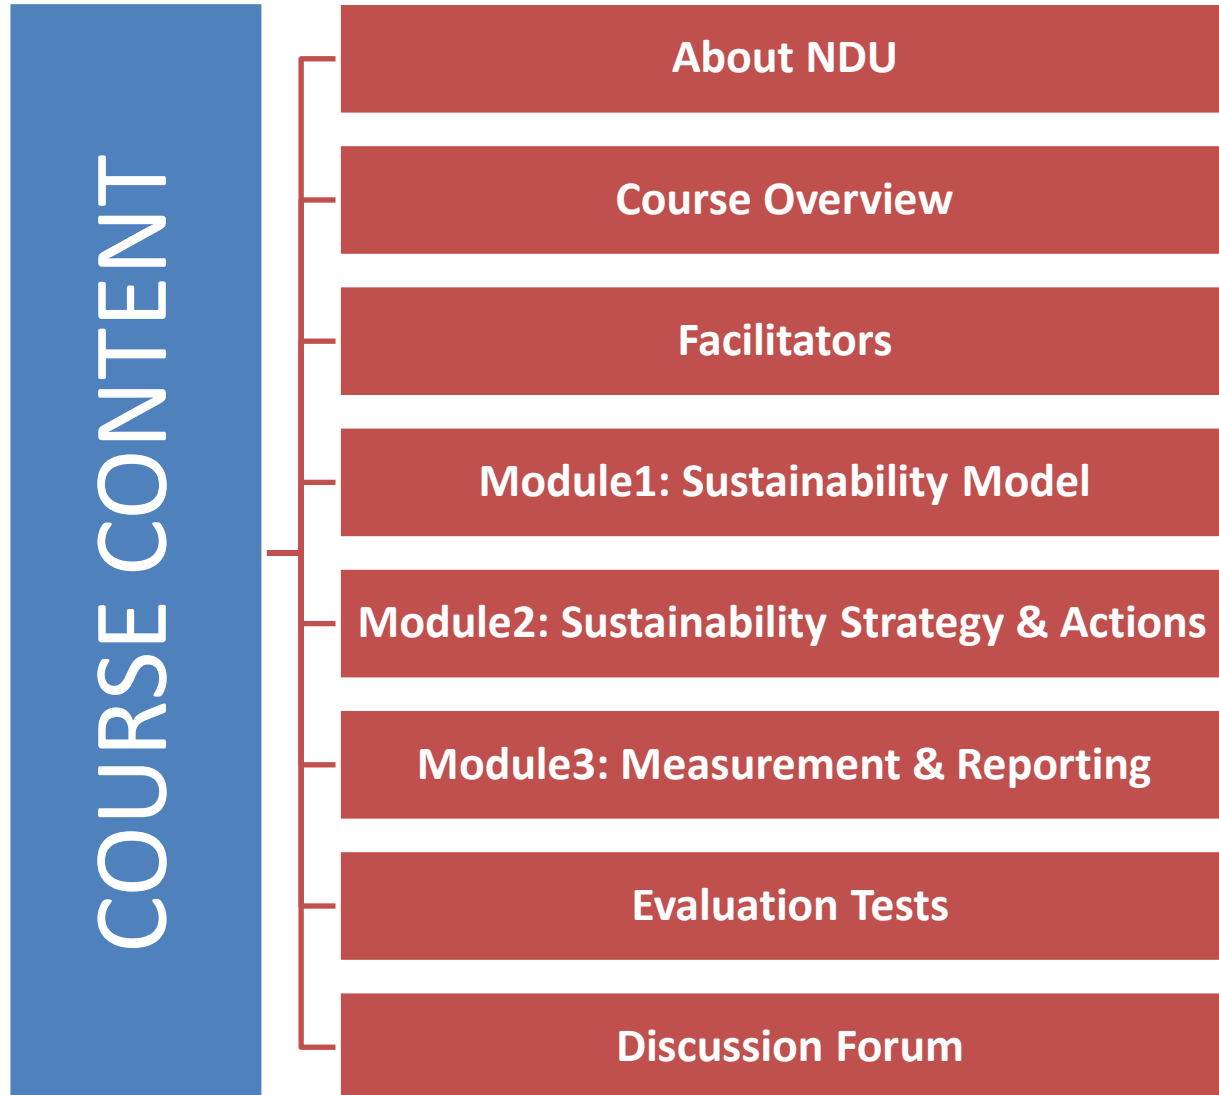 COURSE CONTENT
About NDU
Course Overview
Facilitators
Module1: Sustainability Model
Module2: Sustainability Strategy & Actions
Module3: Measurement & Reporting
Evaluation Tests
Discussion Forum